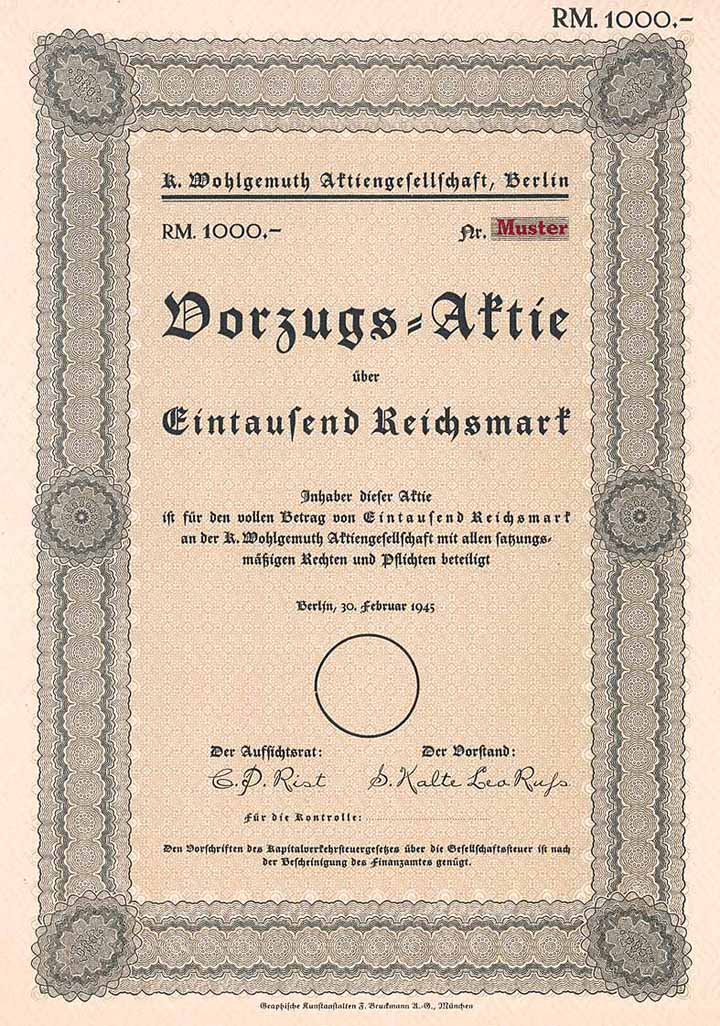 RM. 1000.–
K. Wohlgemuth Aktiengesellschaft, Berlin
RM. 1000.– Nr. Muster
Vorzugs-Aktie
über
Eintausend Reichsmark
Inhaber dieser Aktie
ist für den vollen Betrag von Eintausend Reichsmark
an der K. Wohlgemuth Aktiengesellschaft mit allen satzungs-
mäßigen Rechten und Pflichten beteiligt
Berlin, 30. Februar 1945
Der Aufsichtsrat: Der Vorstand:
C. P. Rist S. Kalte Leo Ruß
Für die Kontrolle:
Den Vorschriften des Kapitalverkehrsteuergesetzes über die Gesellschaftsteuer ist nach
der Bescheinigung des Finanzamtes genügt.
Graphische Kunstanstalten F. Bruckmann A.-G., München